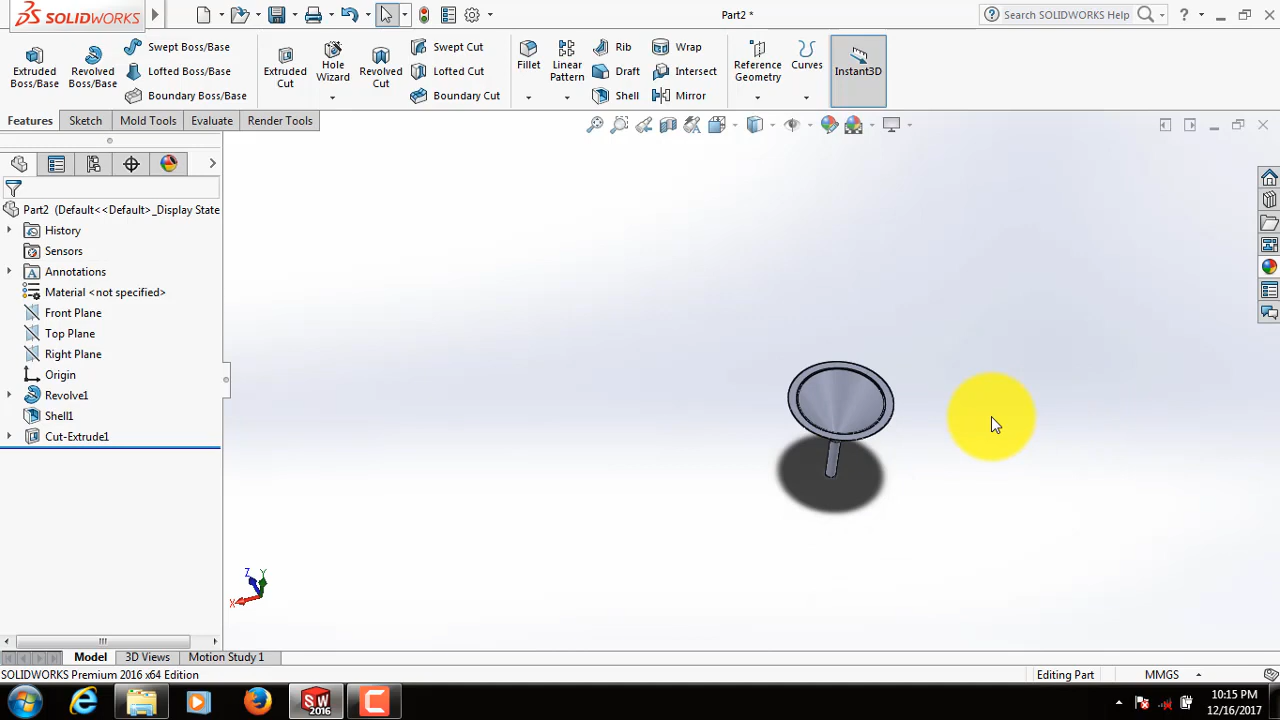 SOLIDWORKS
Part2 *
Search SOLIDWORKS Help
Extruded Boss/Base
Revolved Boss/Base
Swept Boss/Base
Lofted Boss/Base
Boundary Boss/Base
Extruded Cut
Hole Wizard
Revolved Cut
Swept Cut
Lofted Cut
Boundary Cut
Fillet
Linear Pattern
Rib
Draft
Shell
Wrap
Intersect
Mirror
Reference Geometry
Curves
Instant3D
Features
Sketch
Mold Tools
Evaluate
Render Tools
Part2 (Default<<Default>_Display State
History
Sensors
Annotations
Material <not specified>
Front Plane
Top Plane
Right Plane
Origin
Revolve1
Shell1
Cut-Extrude1
Z
Y
X
Model
3D Views
Motion Study 1
SOLIDWORKS Premium 2016 x64 Edition
Editing Part
MMGS
SW
2016
10:15 PM
12/16/2017